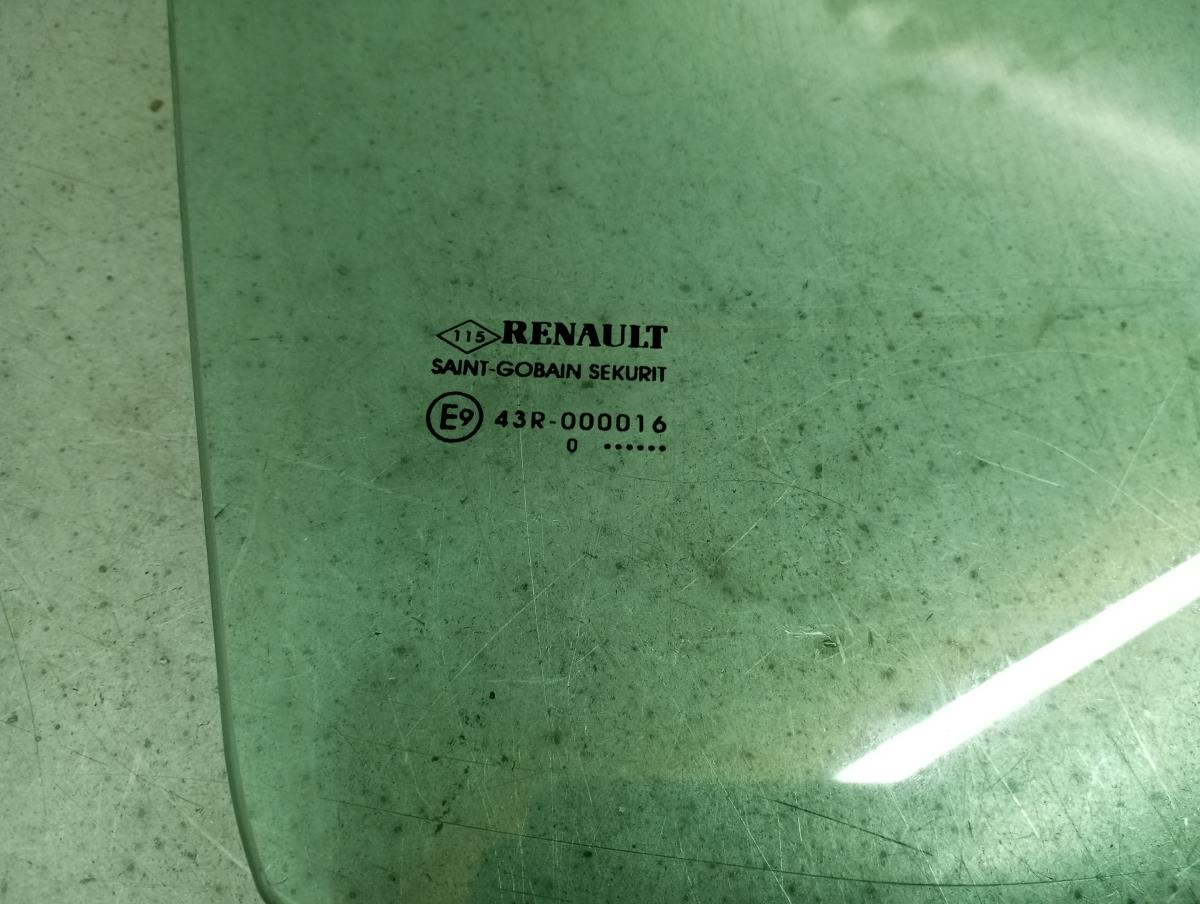 115 RENAULT
SAINT-GOBAIN SEKURIT
E9 43R-000016
0 ······